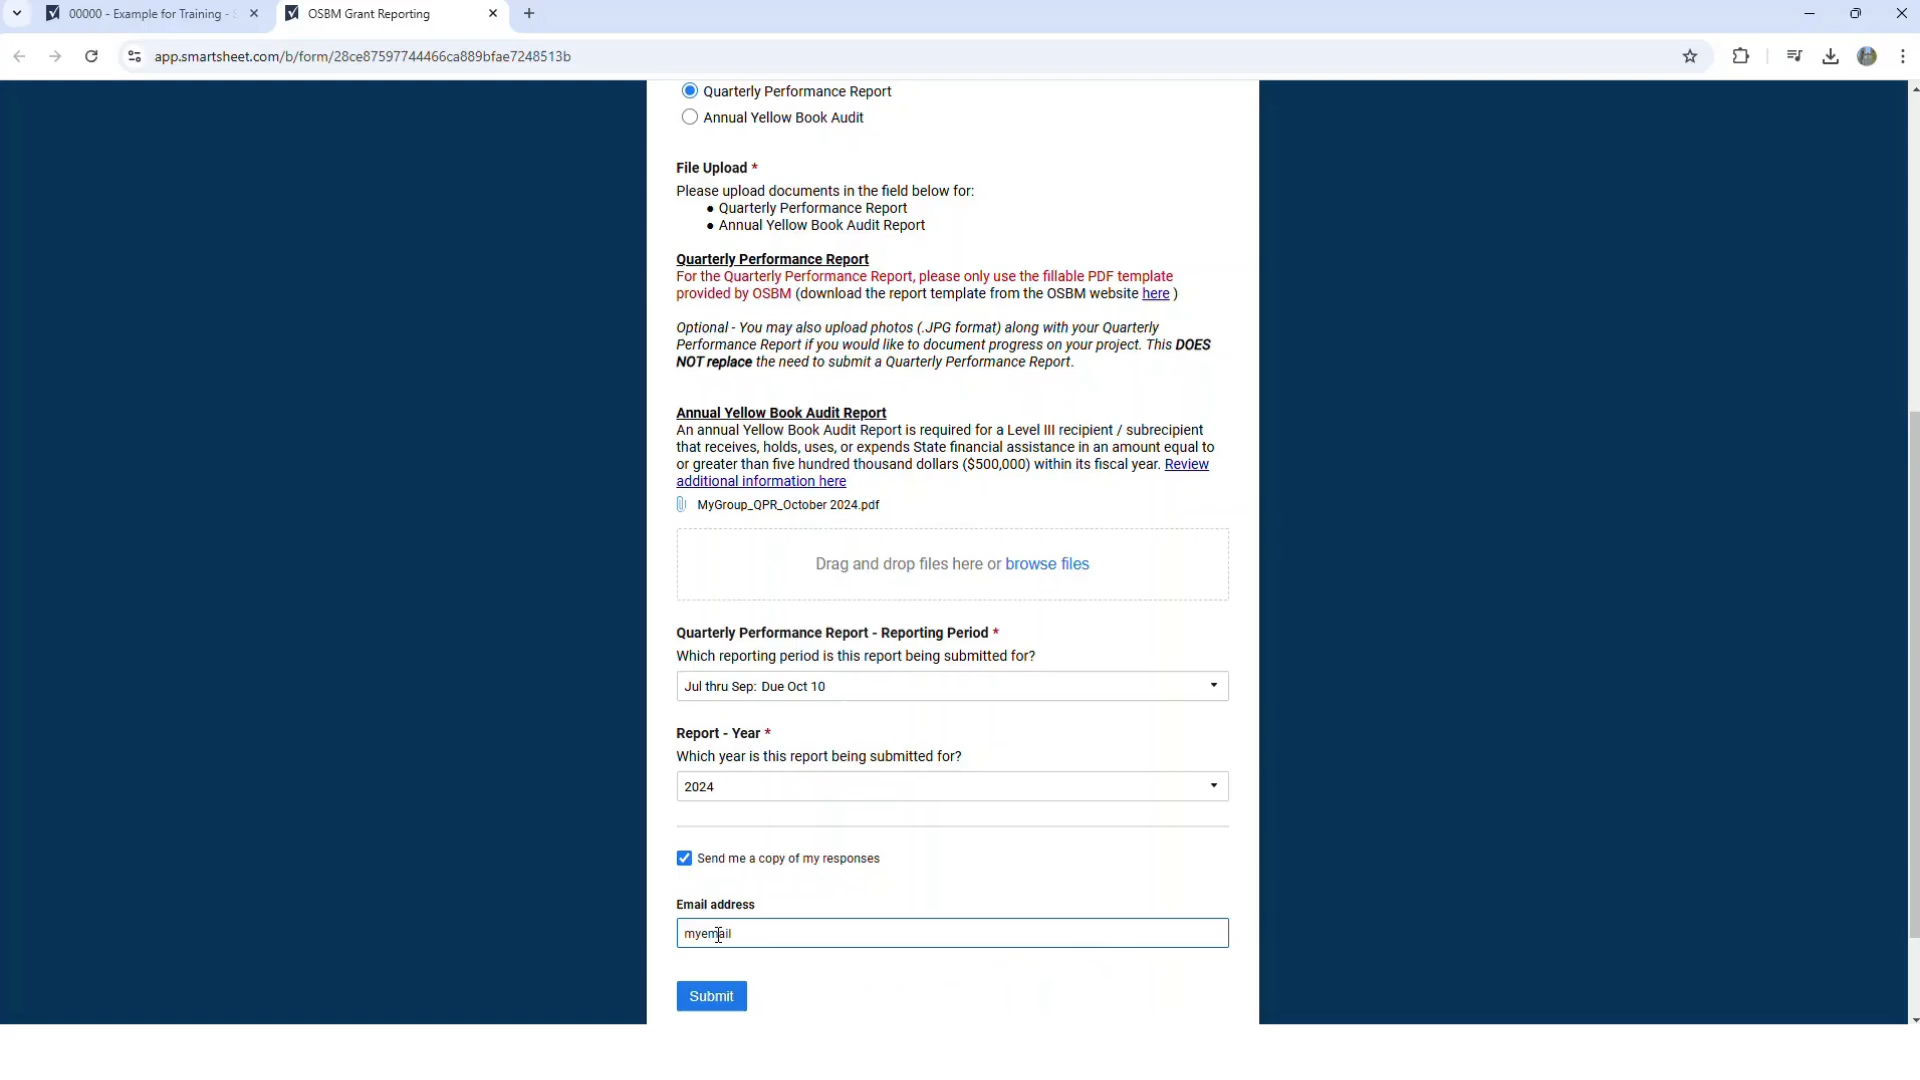 00000 - Example for Training -
OSBM Grant Reporting
app.smartsheet.com/b/form/28ce87597744466ca889bfae7248513b
Quarterly Performance Report
Annual Yellow Book Audit
File Upload *
Please upload documents in the field below for:
• Quarterly Performance Report
• Annual Yellow Book Audit Report
Quarterly Performance Report
For the Quarterly Performance Report, please only use the fillable PDF template
provided by OSBM (download the report template from the OSBM website here )
Optional - You may also upload photos (.JPG format) along with your Quarterly
Performance Report if you would like to document progress on your project. This DOES
NOT replace the need to submit a Quarterly Performance Report.
Annual Yellow Book Audit Report
An annual Yellow Book Audit Report is required for a Level III recipient / subrecipient
that receives, holds, uses, or expends State financial assistance in an amount equal to
or greater than five hundred thousand dollars ($500,000) within its fiscal year. Review
additional information here
MyGroup_QPR_October 2024.pdf
Drag and drop files here or browse files
Quarterly Performance Report - Reporting Period *
Which reporting period is this report being submitted for?
Jul thru Sep: Due Oct 10
Report - Year *
Which year is this report being submitted for?
2024
Send me a copy of my responses
Email address
myemail
Submit